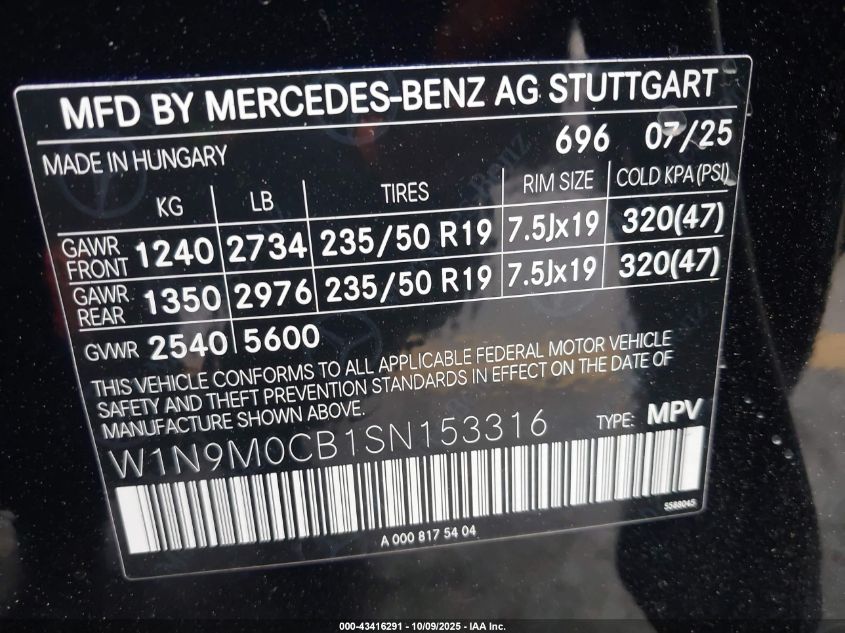 MFD BY MERCEDES-BENZ AG STUTTGART
MADE IN HUNGARY 696 07/25
KG LB TIRES RIM SIZE COLD KPA (PSI)
GAWR FRONT 1240 2734 235/50 R19 7.5Jx19 320(47)
GAWR REAR 1350 2976 235/50 R19 7.5Jx19 320(47)
GVWR 2540 5600
THIS VEHICLE CONFORMS TO ALL APPLICABLE FEDERAL MOTOR VEHICLE
SAFETY AND THEFT PREVENTION STANDARDS IN EFFECT ON THE DATE OF
MANUFACTURE SHOWN ABOVE.
W1N9M0CB1SN153316 TYPE: MPV
5588045
A 000 817 54 04
000-43416291 - 10/09/2025 - IAA Inc.